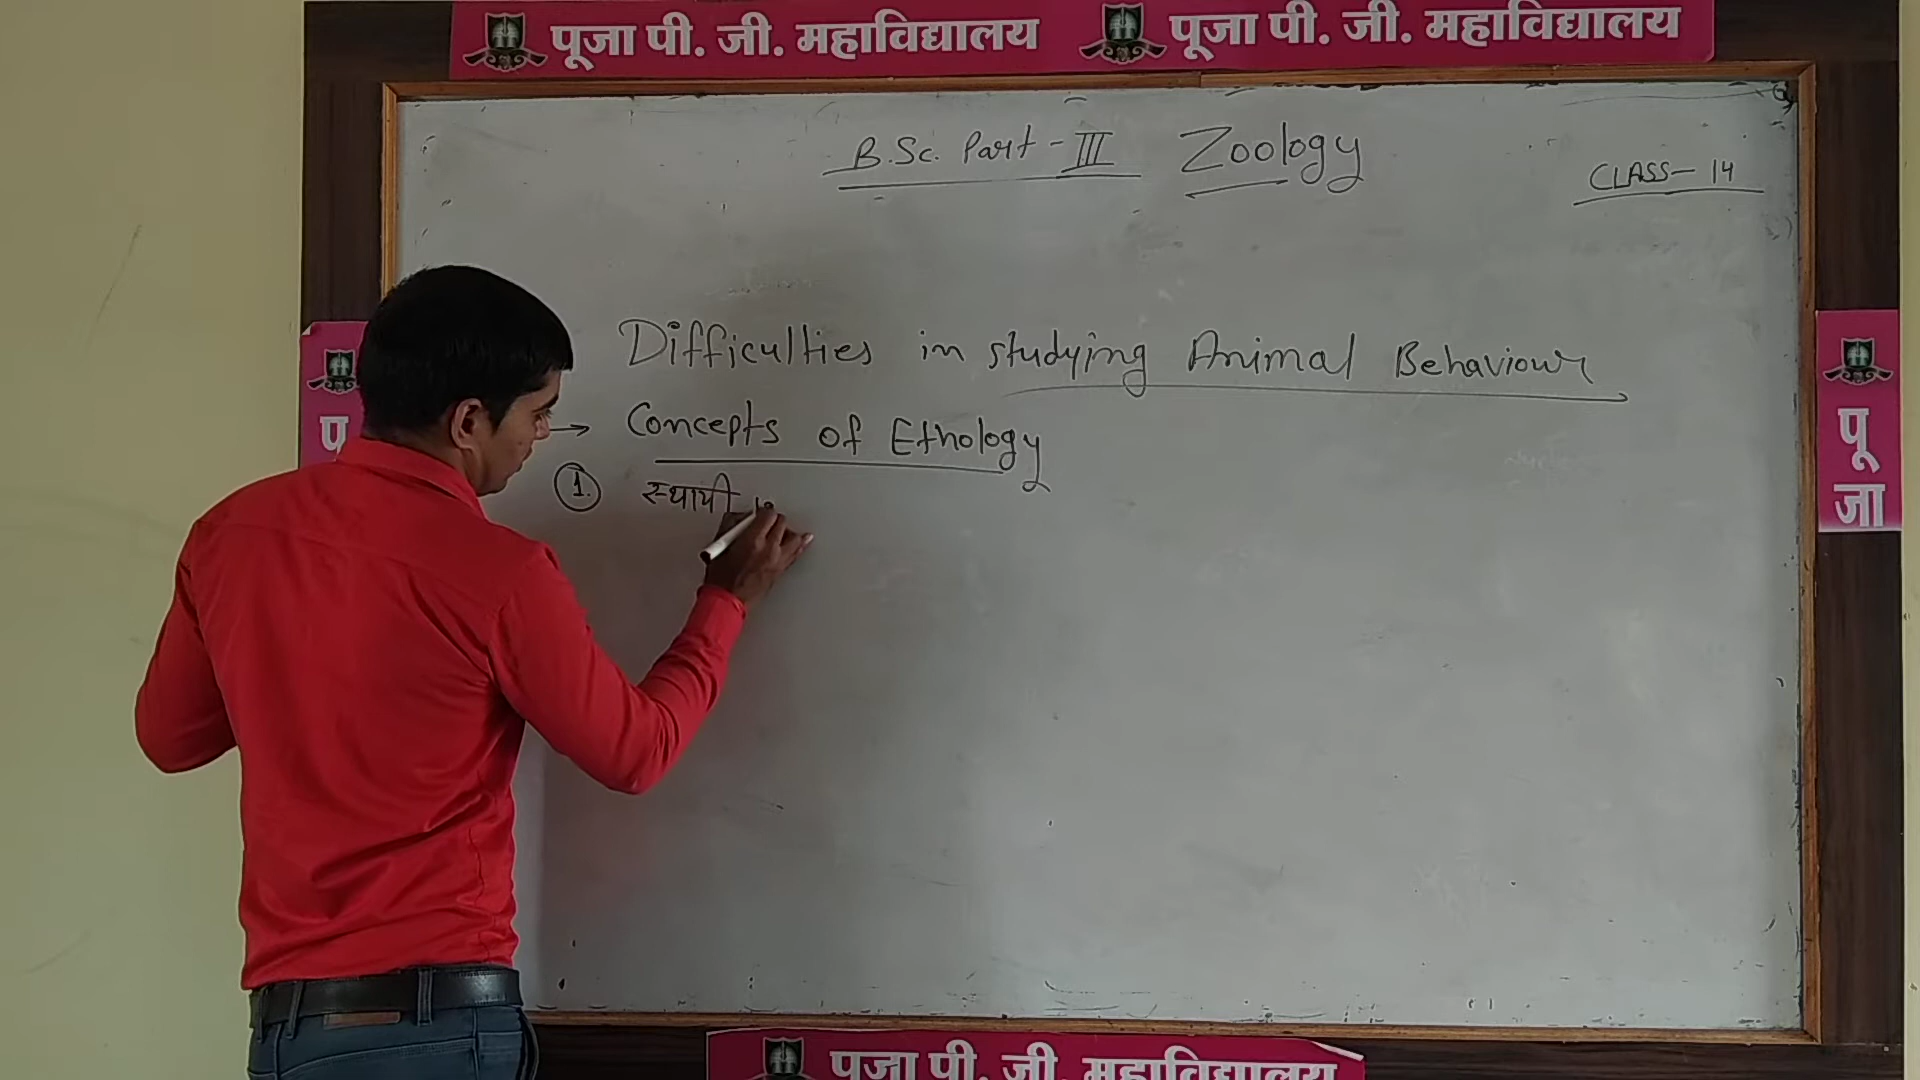 पूजा पी. जी. महाविद्यालय पूजा पी. जी. महाविद्यालय
B.Sc. Part - III Zoology
CLASS - 14
Difficulties in studying Animal Behaviour
→ Concepts of Ethology
1. स्थायी
पू
पूजा
पूजा पी. जी. महाविद्यालय